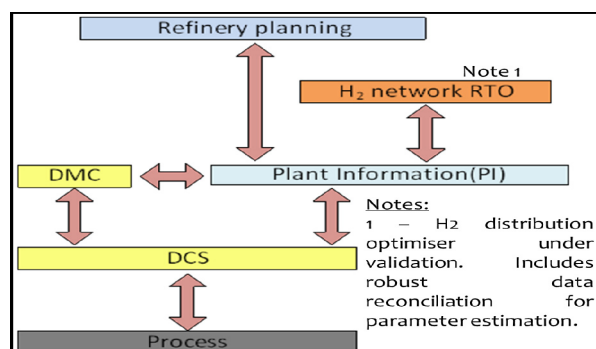 Refinery planning
Note 1
H₂ network RTO
DMC
Plant Information(PI)
Notes:
1 – H2 distribution
optimiser under
validation. Includes
robust data
reconciliation for
parameter estimation.
DCS
Process